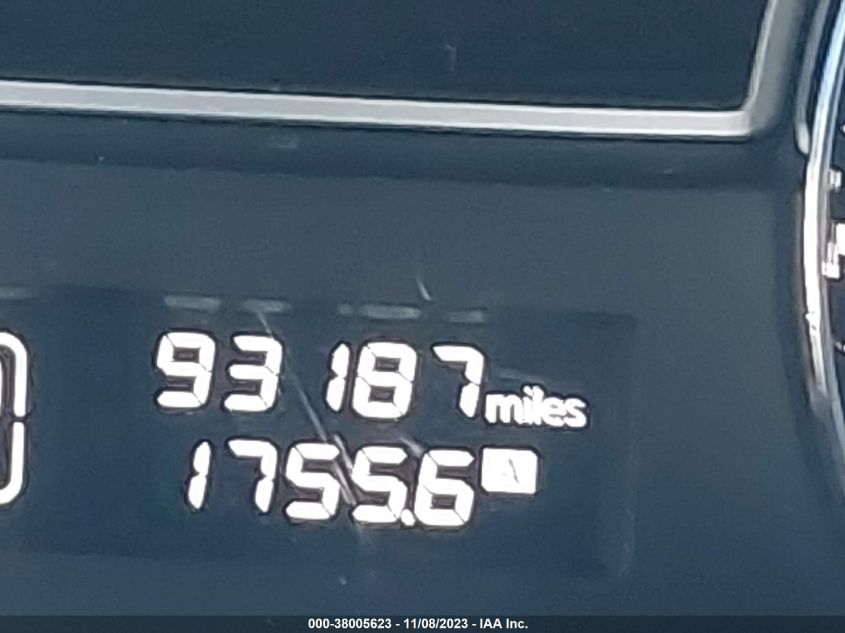 93187 miles
1755.6 A
000-38005623 - 11/08/2023 - IAA Inc.